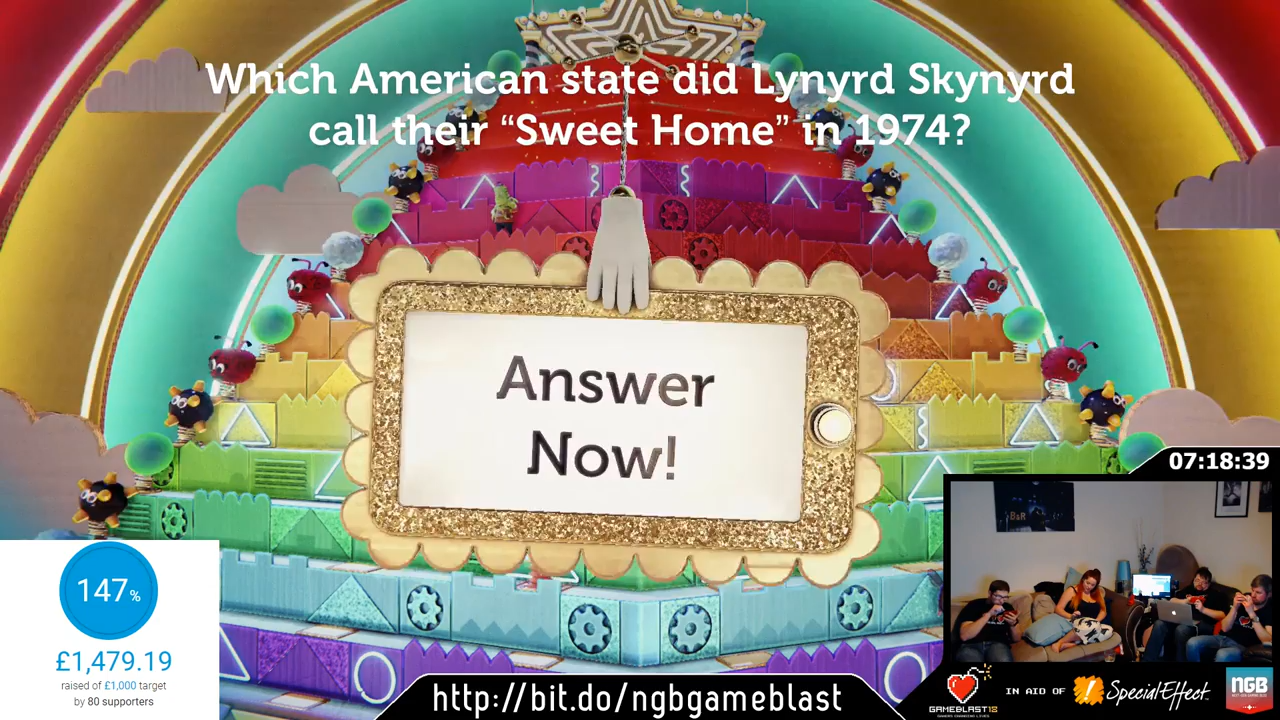 Which American state did Lynyrd Skynyrd
call their “Sweet Home” in 1974?
Answer
Now!
07:18:39
B&R
147%
£1,479.19
raised of £1,000 target
by 80 supporters
http://bit.do/ngbgameblast
GAMEBLAST18
IN AID OF
SpecialEffect
NGB